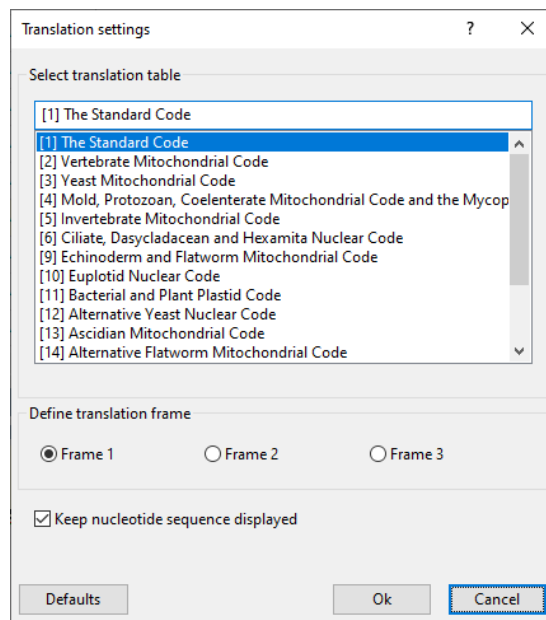 Translation settings
Select translation table
[1] The Standard Code
[1] The Standard Code
[2] Vertebrate Mitochondrial Code
[3] Yeast Mitochondrial Code
[4] Mold, Protozoan, Coelenterate Mitochondrial Code and the Mycop
[5] Invertebrate Mitochondrial Code
[6] Ciliate, Dasycladacean and Hexamita Nuclear Code
[9] Echinoderm and Flatworm Mitochondrial Code
[10] Euplotid Nuclear Code
[11] Bacterial and Plant Plastid Code
[12] Alternative Yeast Nuclear Code
[13] Ascidian Mitochondrial Code
[14] Alternative Flatworm Mitochondrial Code
Define translation frame
Frame 1 Frame 2 Frame 3
Keep nucleotide sequence displayed
Defaults Ok Cancel